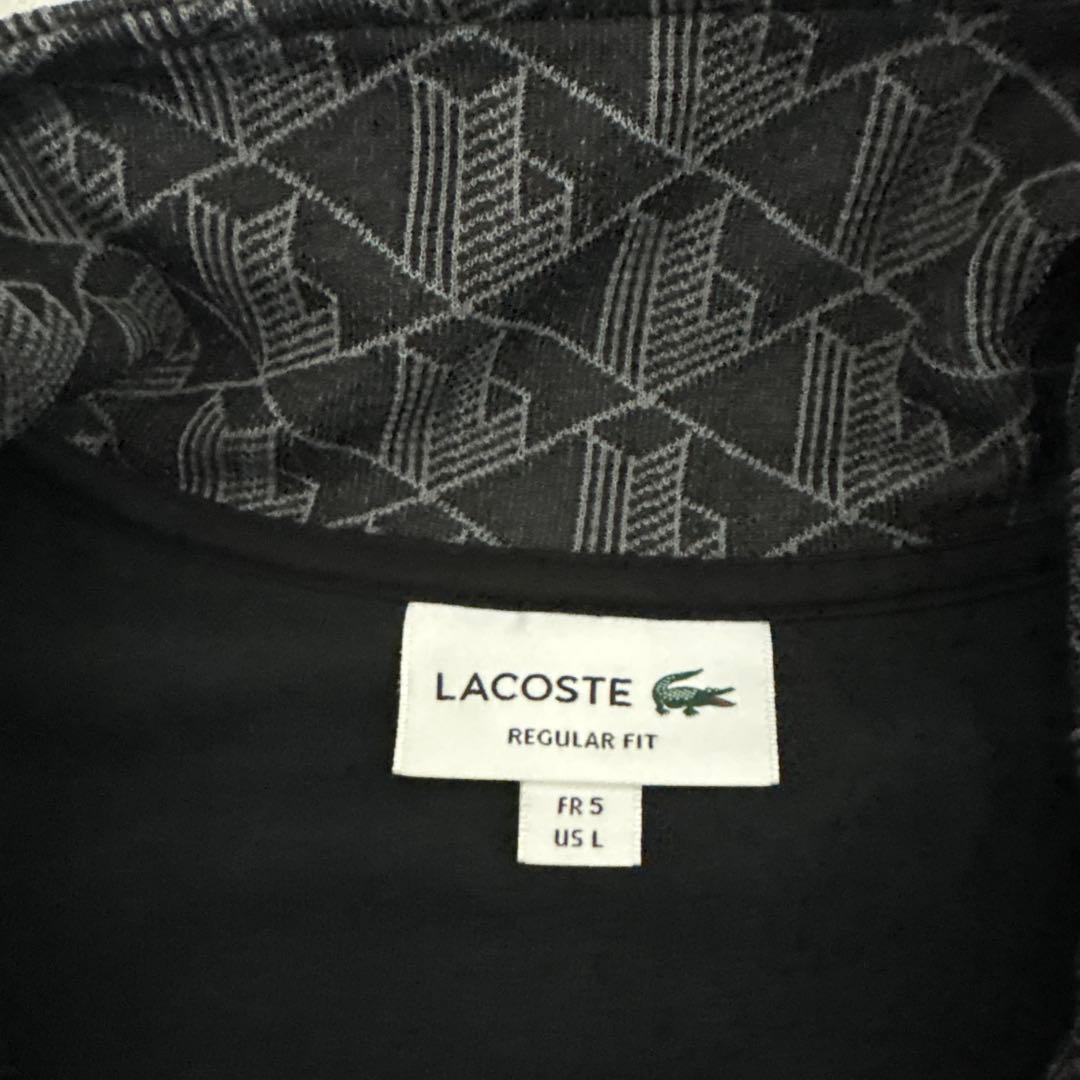 LACOSTE
REGULAR FIT
FR 5
US L